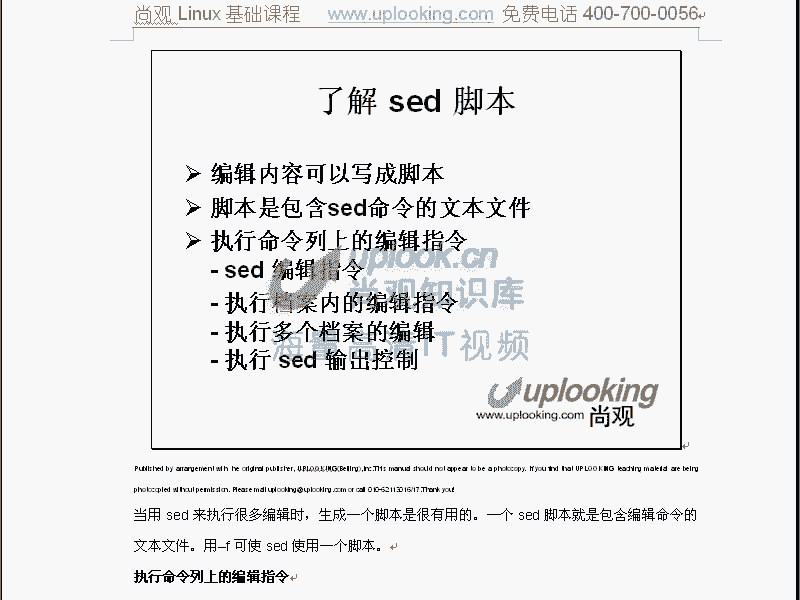 尚观 Linux 基础课程 www.uplooking.com 免费电话 400-700-0056
了解 sed 脚本
➢ 编辑内容可以写成脚本
➢ 脚本是包含sed命令的文本文件
➢ 执行命令列上的编辑指令
- sed 编辑指令
- 执行档案内的编辑指令
- 执行多个档案的编辑
- 执行 sed 输出控制
uplook.cn
尚观知识库
海量高清IT视频
uplooking
www.uplooking.com 尚观
Published by arrangement with the original publisher, UPLOOKING(Beijing),Inc.This manual should not appear to be a photocopy. If you find that UPLOOKING teaching material are being
photocopied without permission. Please mail uplooking@uplooking.com or call 010-62113016/17.Thank you!
当用 sed 来执行很多编辑时，生成一个脚本是很有用的。一个 sed 脚本就是包含编辑命令的
文本文件。用–f 可使 sed 使用一个脚本。
执行命令列上的编辑指令